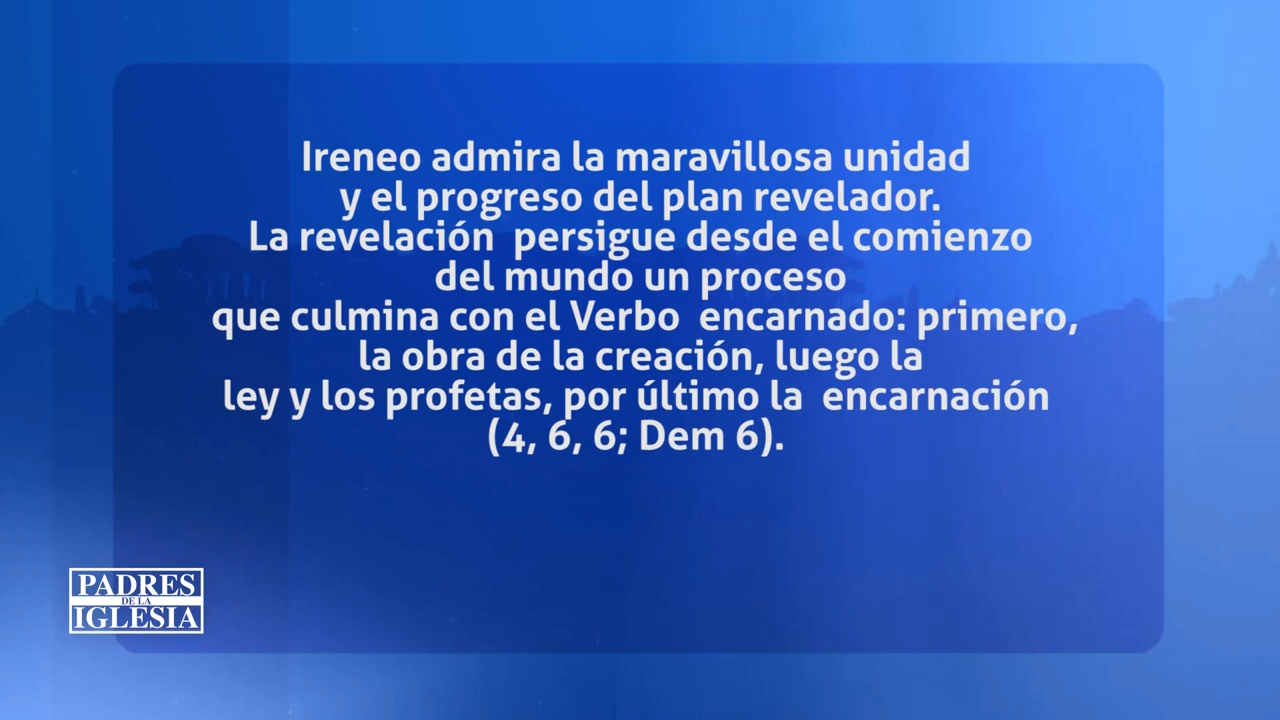 Ireneo admira la maravillosa unidad
y el progreso del plan revelador.
La revelación  persigue desde el comienzo
del mundo un proceso
que culmina con el Verbo  encarnado: primero,
la obra de la creación, luego la
ley y los profetas, por último la  encarnación
(4, 6, 6; Dem 6).
PADRES
DE LA
IGLESIA